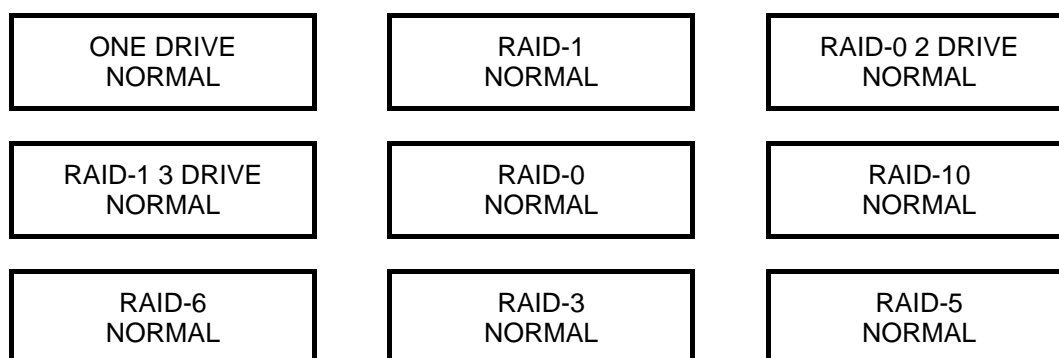 ONE DRIVE
NORMAL
RAID-1
NORMAL
RAID-0 2 DRIVE
NORMAL
RAID-1 3 DRIVE
NORMAL
RAID-0
NORMAL
RAID-10
NORMAL
RAID-6
NORMAL
RAID-3
NORMAL
RAID-5
NORMAL